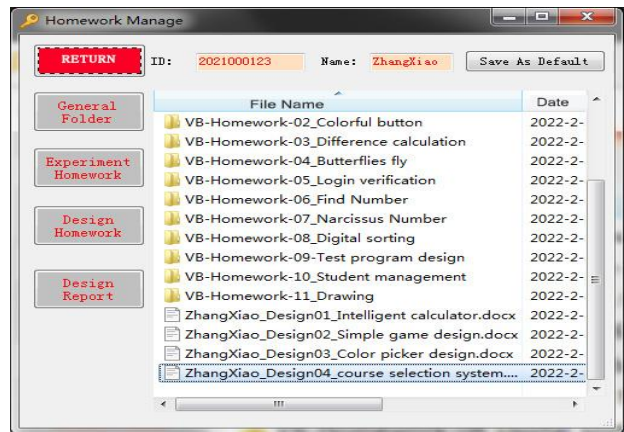 Homework Manage
RETURN ID: 2021000123 Name: ZhangXiao Save As Default
General
Folder
Experiment
Homework
Design
Homework
Design
Report
File Name Date
VB-Homework-02_Colorful button 2022-2-
VB-Homework-03_Difference calculation 2022-2-
VB-Homework-04_Butterflies fly 2022-2-
VB-Homework-05_Login verification 2022-2-
VB-Homework-06_Find Number 2022-2-
VB-Homework-07_Narcissus Number 2022-2-
VB-Homework-08_Digital sorting 2022-2-
VB-Homework-09-Test program design 2022-2-
VB-Homework-10_Student management 2022-2-
VB-Homework-11_Drawing 2022-2-
ZhangXiao_Design01_Intelligent calculator.docx 2022-2-
ZhangXiao_Design02_Simple game design.docx 2022-2-
ZhangXiao_Design03_Color picker design.docx 2022-2-
ZhangXiao_Design04_course selection system.... 2022-2-